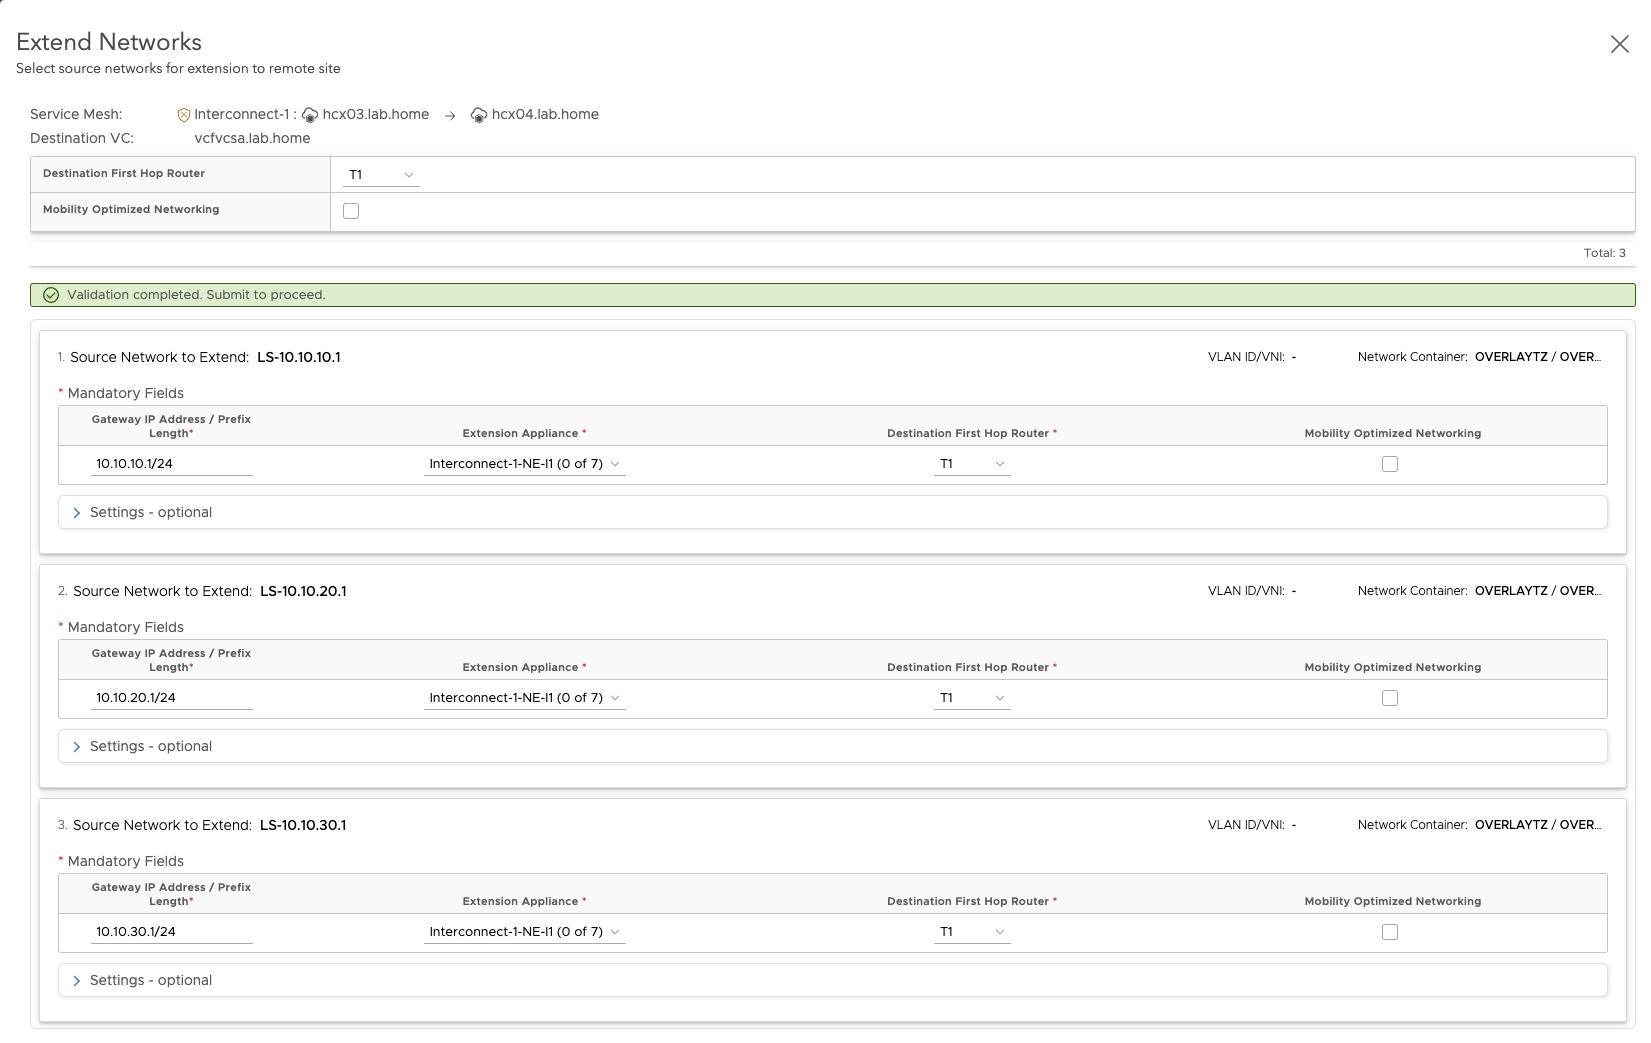 Extend Networks
Select source networks for extension to remote site
Service Mesh: Interconnect-1 : hcx03.lab.home → hcx04.lab.home
Destination VC: vcfvcsa.lab.home
Destination First Hop Router T1
Mobility Optimized Networking
Total: 3
Validation completed. Submit to proceed.
1. Source Network to Extend: LS-10.10.10.1 VLAN ID/VNI: - Network Container: OVERLAYTZ / OVER...
* Mandatory Fields
Gateway IP Address / Prefix
Length* Extension Appliance * Destination First Hop Router * Mobility Optimized Networking
10.10.10.1/24 Interconnect-1-NE-I1 (0 of 7) T1
Settings - optional
2. Source Network to Extend: LS-10.10.20.1 VLAN ID/VNI: - Network Container: OVERLAYTZ / OVER...
* Mandatory Fields
Gateway IP Address / Prefix
Length* Extension Appliance * Destination First Hop Router * Mobility Optimized Networking
10.10.20.1/24 Interconnect-1-NE-I1 (0 of 7) T1
Settings - optional
3. Source Network to Extend: LS-10.10.30.1 VLAN ID/VNI: - Network Container: OVERLAYTZ / OVER...
* Mandatory Fields
Gateway IP Address / Prefix
Length* Extension Appliance * Destination First Hop Router * Mobility Optimized Networking
10.10.30.1/24 Interconnect-1-NE-I1 (0 of 7) T1
Settings - optional